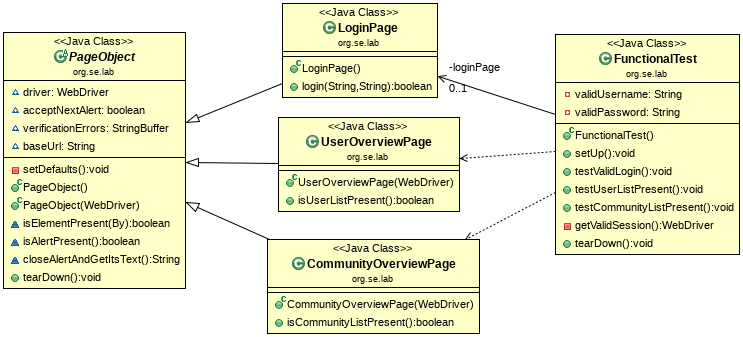 <<Java Class>>
PageObject
org.se.lab
driver: WebDriver
acceptNextAlert: boolean
verificationErrors: StringBuffer
baseUrl: String
setDefaults():void
PageObject()
PageObject(WebDriver)
isElementPresent(By):boolean
isAlertPresent():boolean
closeAlertAndGetItsText():String
tearDown():void
<<Java Class>>
LoginPage
org.se.lab
LoginPage()
login(String,String):boolean
<<Java Class>>
UserOverviewPage
org.se.lab
UserOverviewPage(WebDriver)
isUserListPresent():boolean
<<Java Class>>
CommunityOverviewPage
org.se.lab
CommunityOverviewPage(WebDriver)
isCommunityListPresent():boolean
-loginPage
0..1
<<Java Class>>
FunctionalTest
org.se.lab
validUsername: String
validPassword: String
FunctionalTest()
setUp():void
testValidLogin():void
testUserListPresent():void
testCommunityListPresent():void
getValidSession():WebDriver
tearDown():void